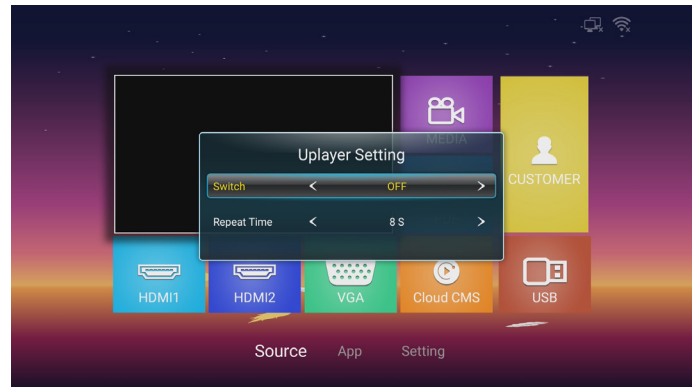 MEDIA
Uplayer Setting
Switch < OFF >
CUSTOMER
Repeat Time < 8 S >
HDMI1 HDMI2 VGA Cloud CMS USB
Source App Setting